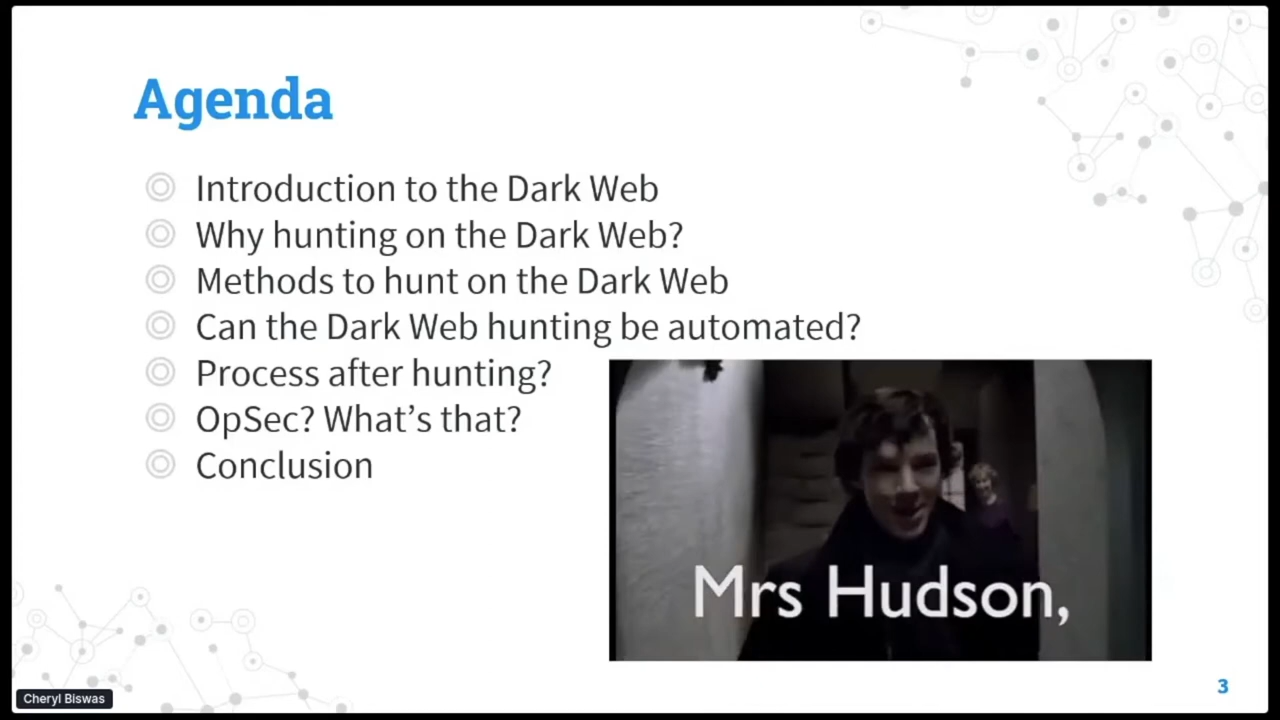 Agenda
Introduction to the Dark Web
Why hunting on the Dark Web?
Methods to hunt on the Dark Web
Can the Dark Web hunting be automated?
Process after hunting?
OpSec? What’s that?
Conclusion
Mrs Hudson,
3
Cheryl Biswas